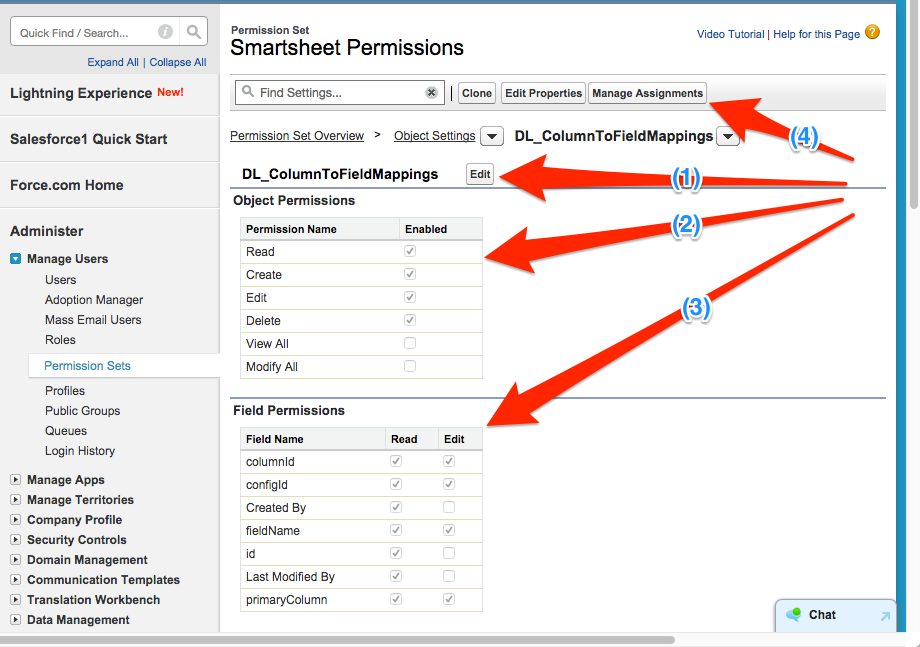 Quick Find / Search...
Expand All | Collapse All
Lightning Experience New!
Salesforce1 Quick Start
Force.com Home
Administer
Manage Users
Users
Adoption Manager
Mass Email Users
Roles
Permission Sets
Profiles
Public Groups
Queues
Login History
Manage Apps
Manage Territories
Company Profile
Security Controls
Domain Management
Communication Templates
Translation Workbench
Data Management
Permission Set
Smartsheet Permissions
Video Tutorial | Help for this Page ?
Find Settings... | Clone Edit Properties Manage Assignments
Permission Set Overview > Object Settings DL_ColumnToFieldMappings
(4)
DL_ColumnToFieldMappings Edit
(1)
Object Permissions
(2)
Permission Name Enabled
Read
Create
Edit
(3)
Delete
View All
Modify All
Field Permissions
Field Name Read Edit
columnId
configId
Created By
fieldName
id
Last Modified By
primaryColumn
Chat